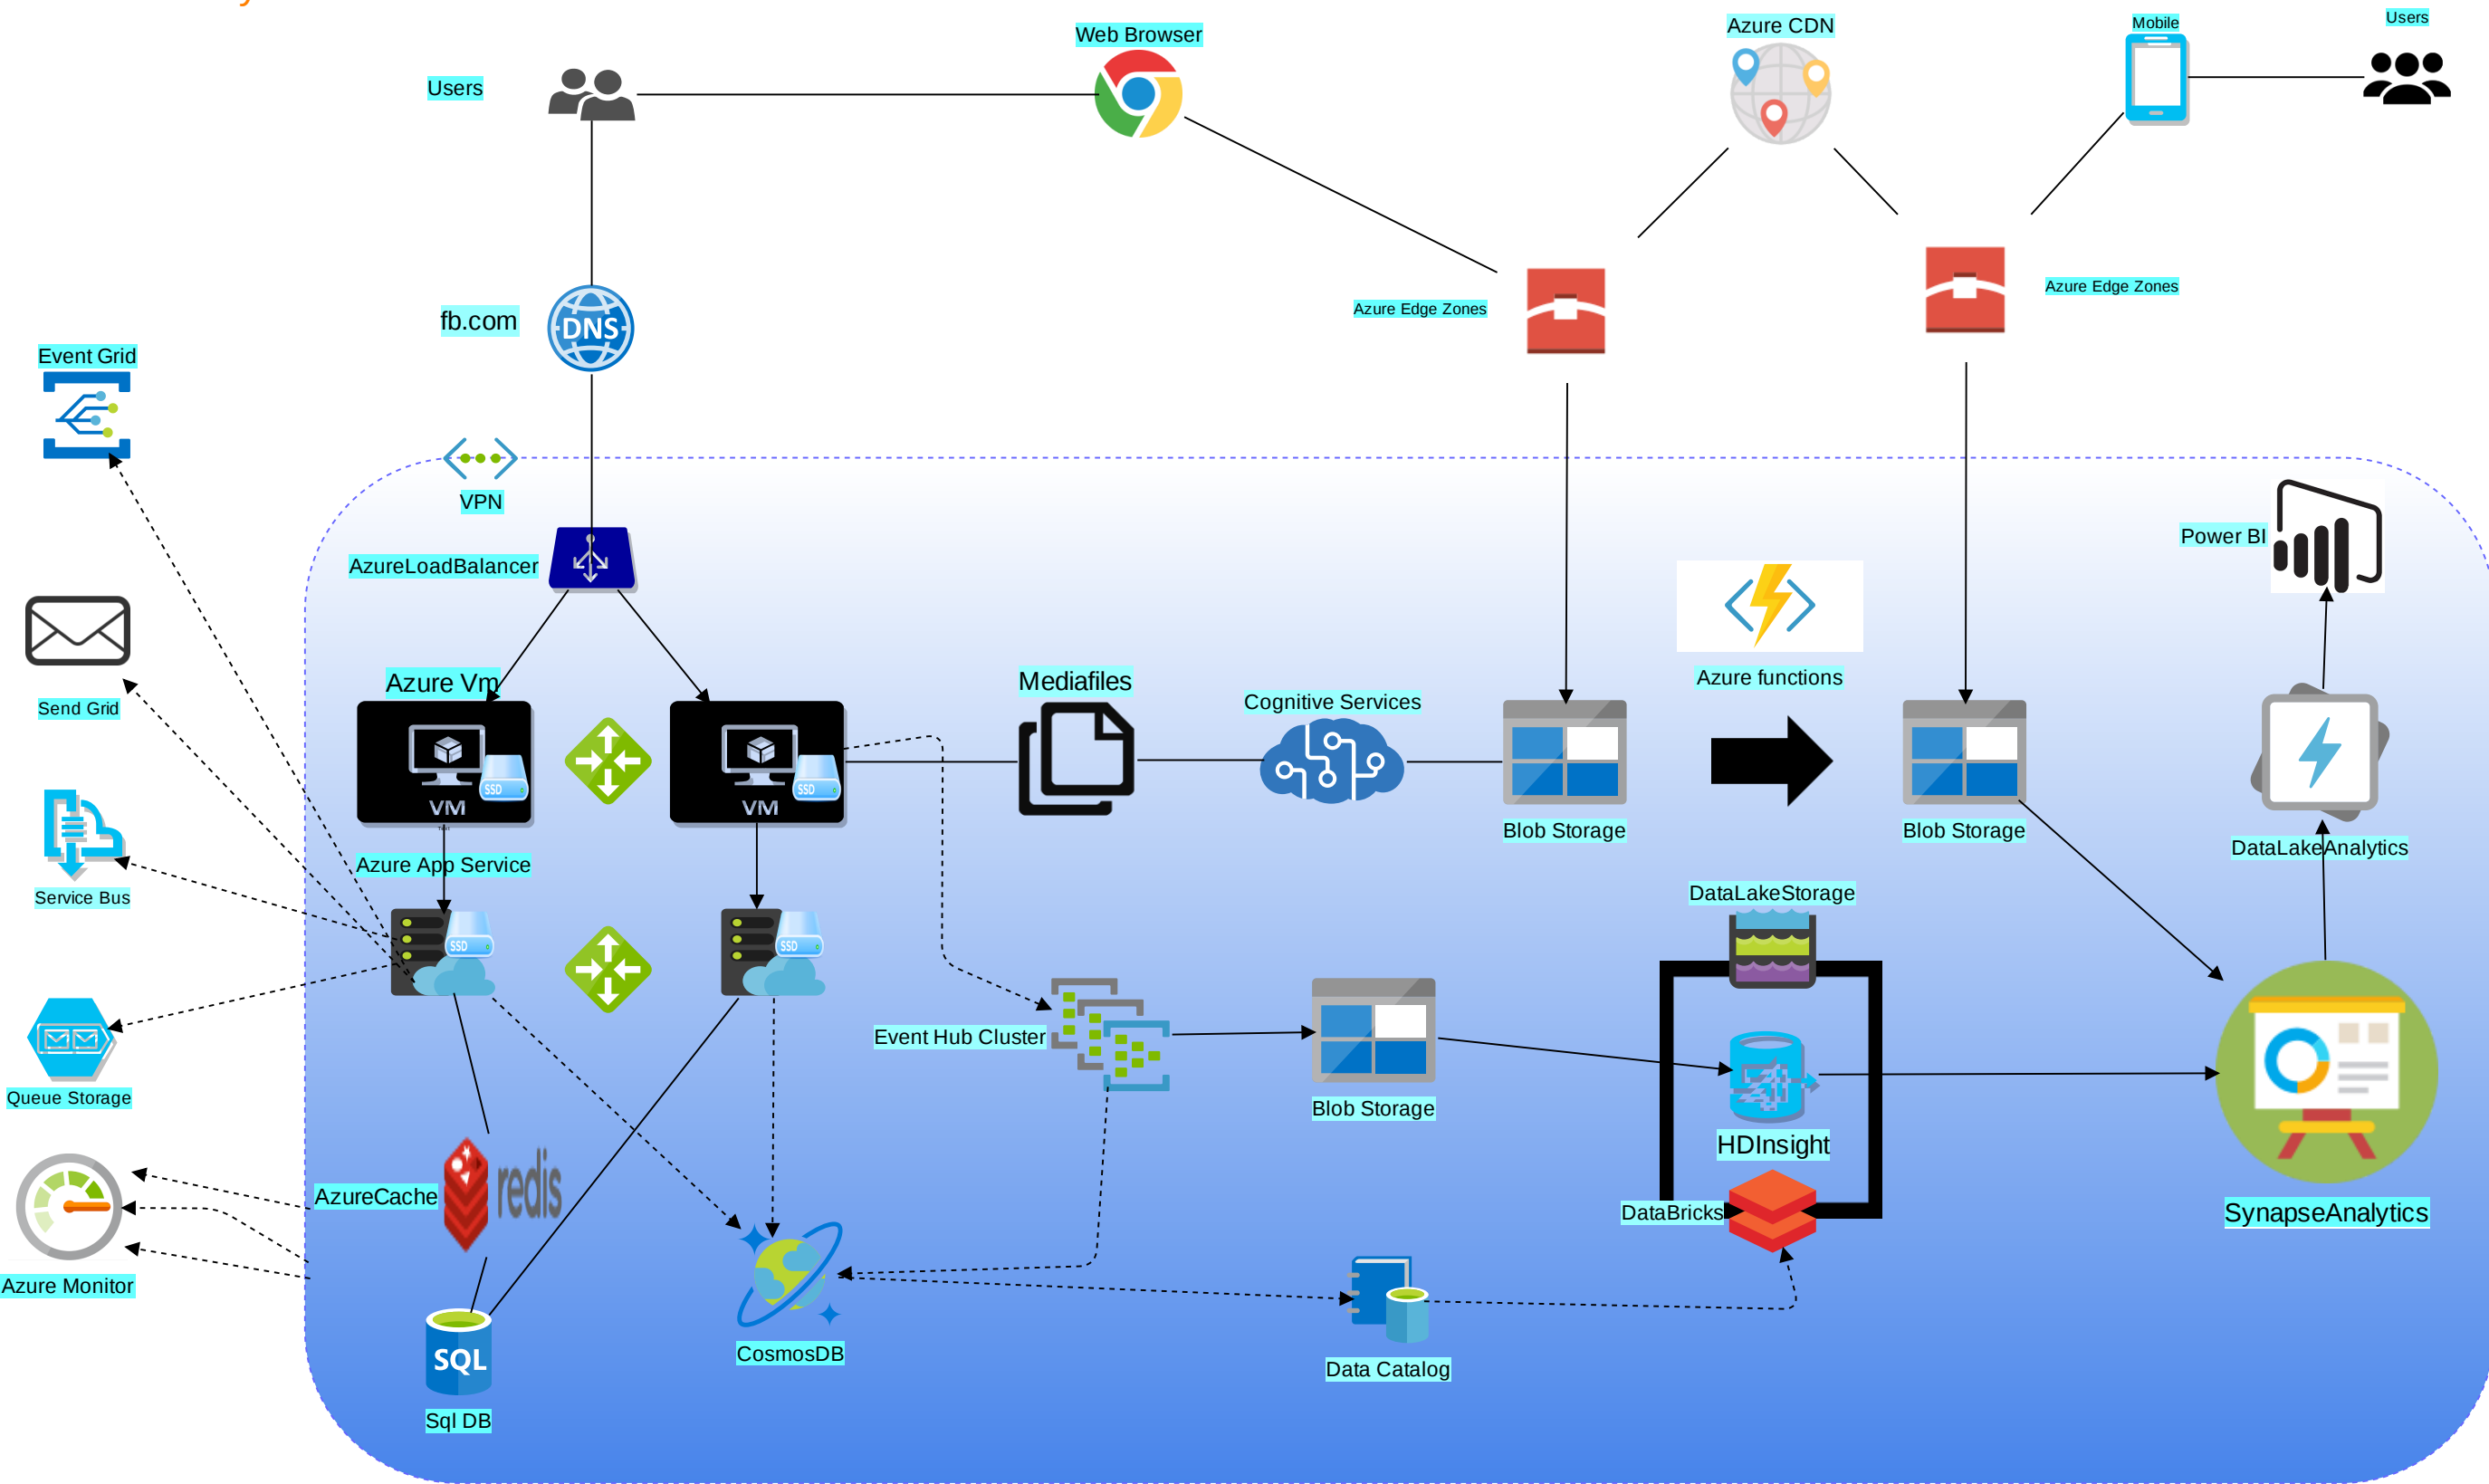 Web Browser
Azure CDN
Mobile
Users
Users
fb.com
DNS
Azure Edge Zones
Azure Edge Zones
Event Grid
VPN
AzureLoadBalancer
Power BI
Send Grid
Azure Vm
Mediafiles
Cognitive Services
Azure functions
SSD
VM
SSD
VM
Text
Blob Storage
Blob Storage
DataLakeAnalytics
Azure App Service
Service Bus
DataLakeStorage
SSD
SSD
Event Hub Cluster
Queue Storage
Blob Storage
HDInsight
AzureCache
redis
DataBricks
SynapseAnalytics
Azure Monitor
CosmosDB
SQL
Data Catalog
Sql DB